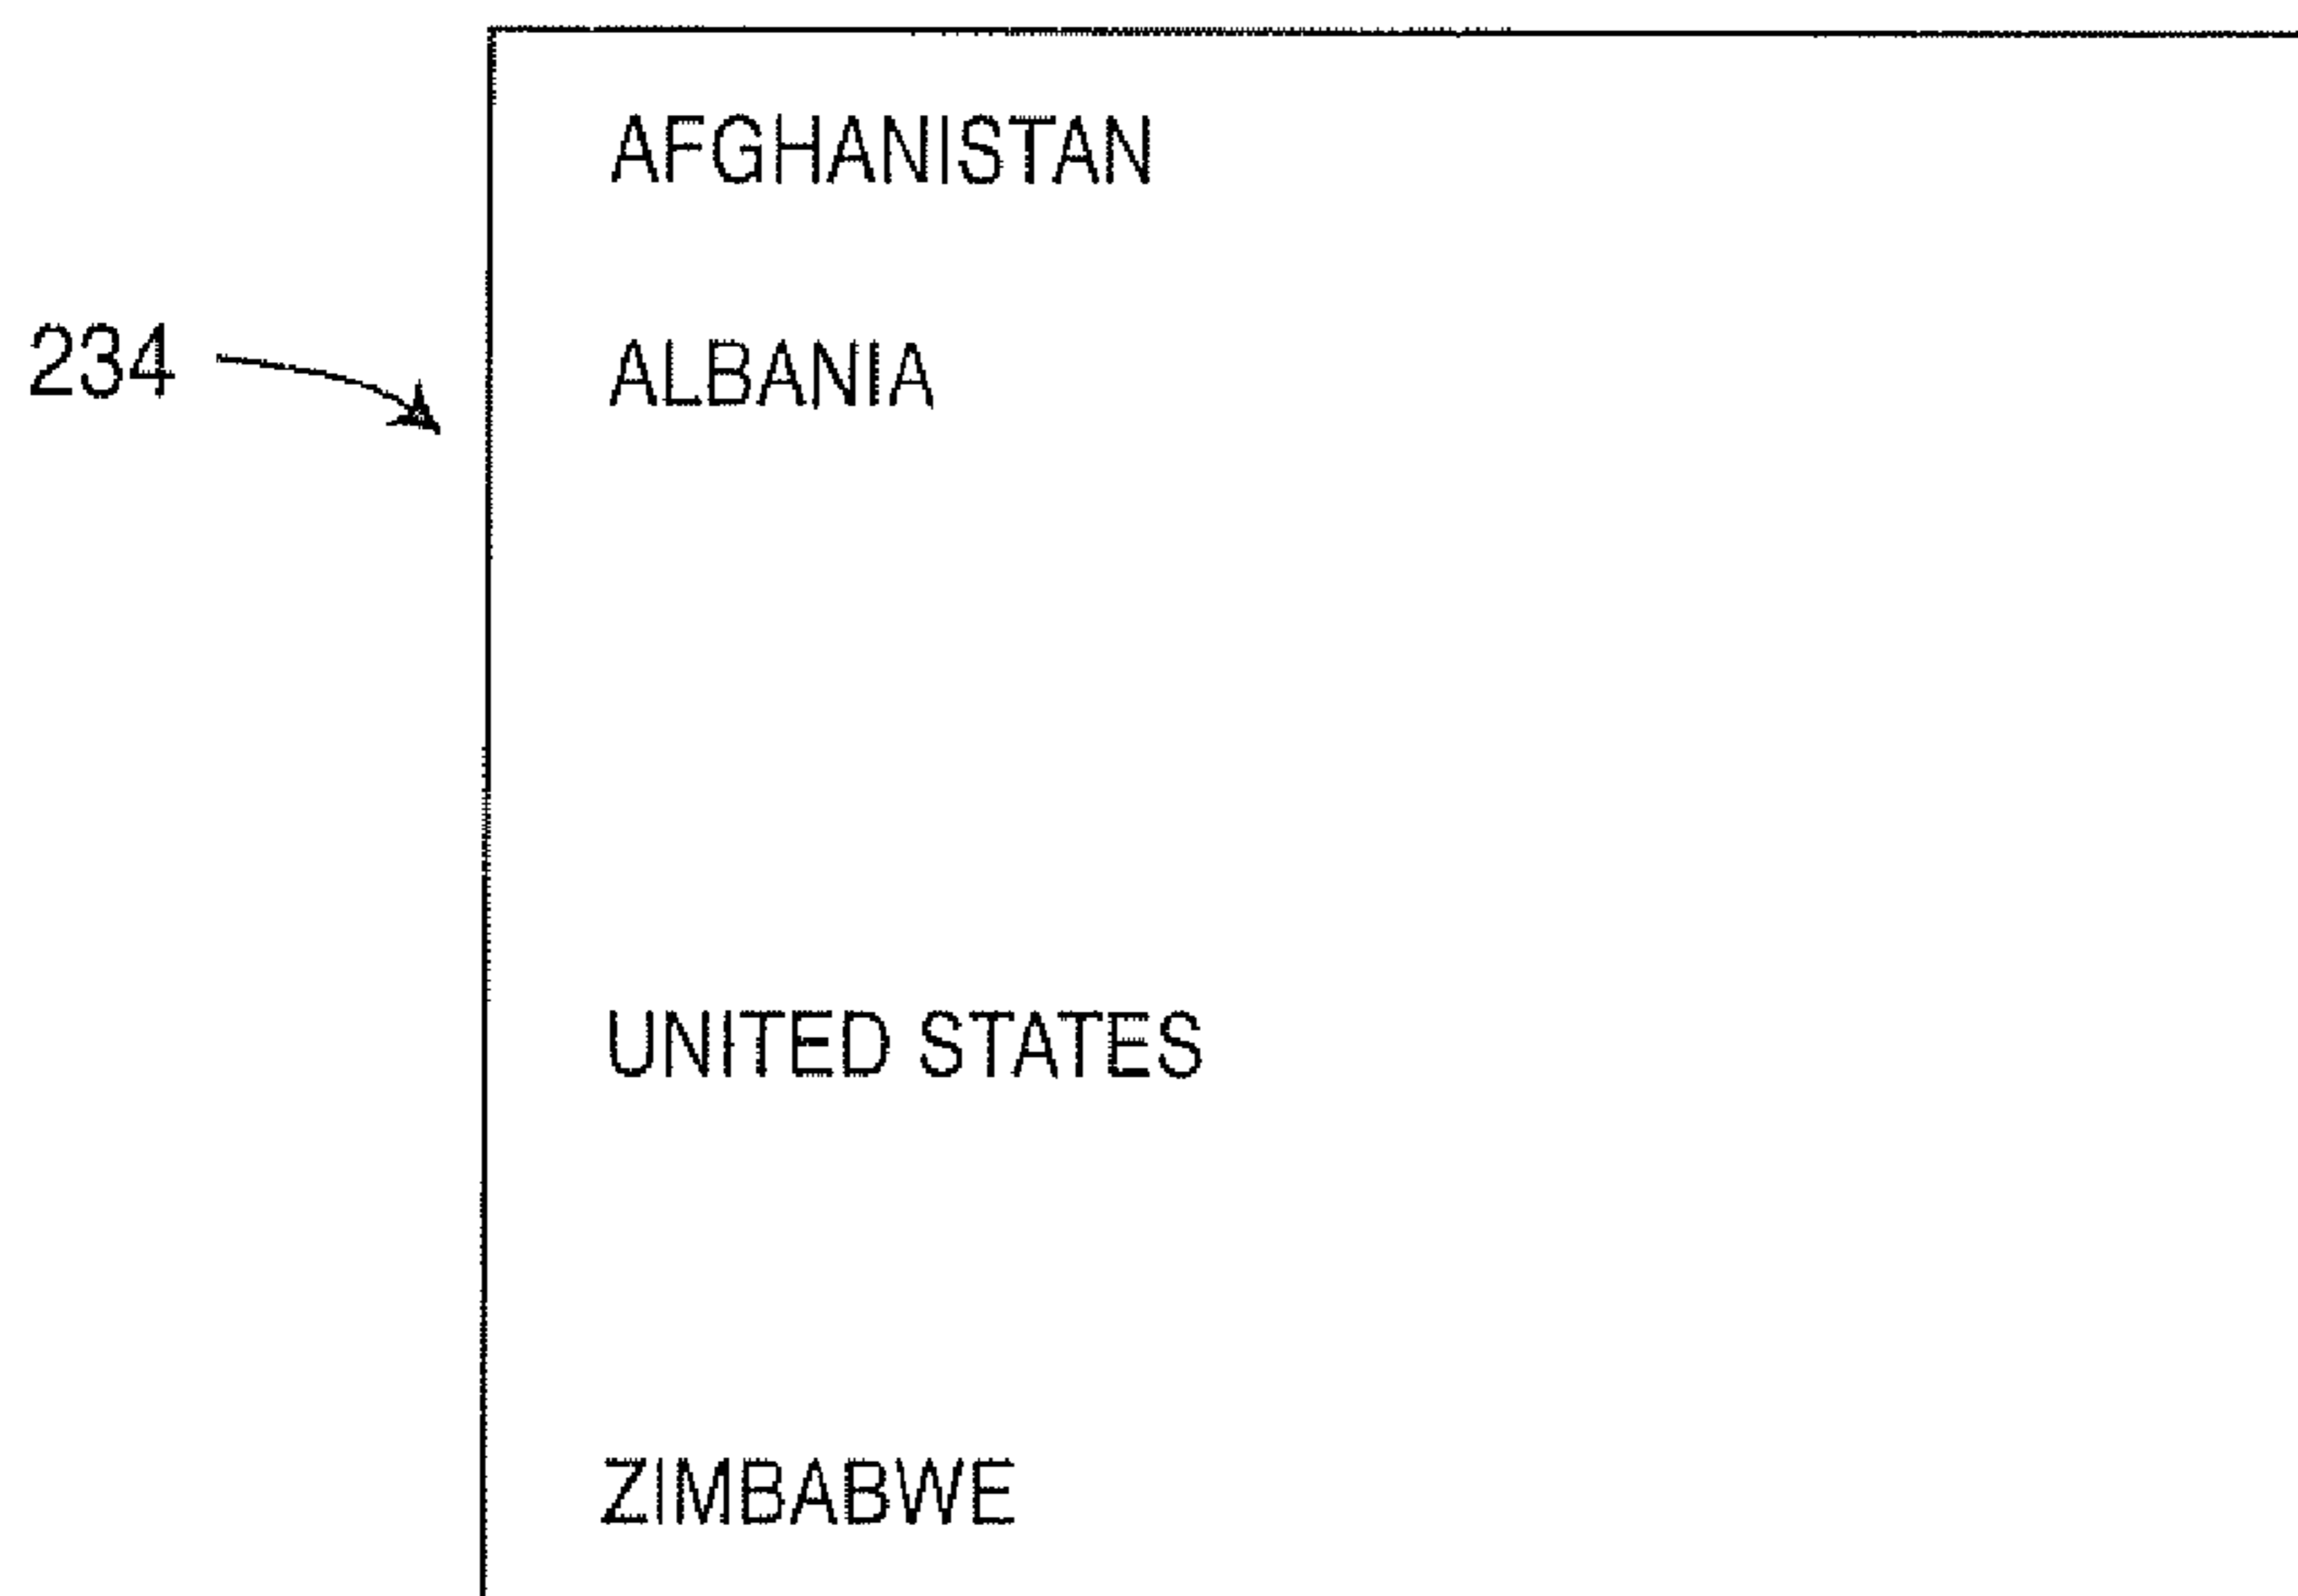 AFGHANISTAN
234
ALBANIA
UNITED STATES
ZIMBABWE